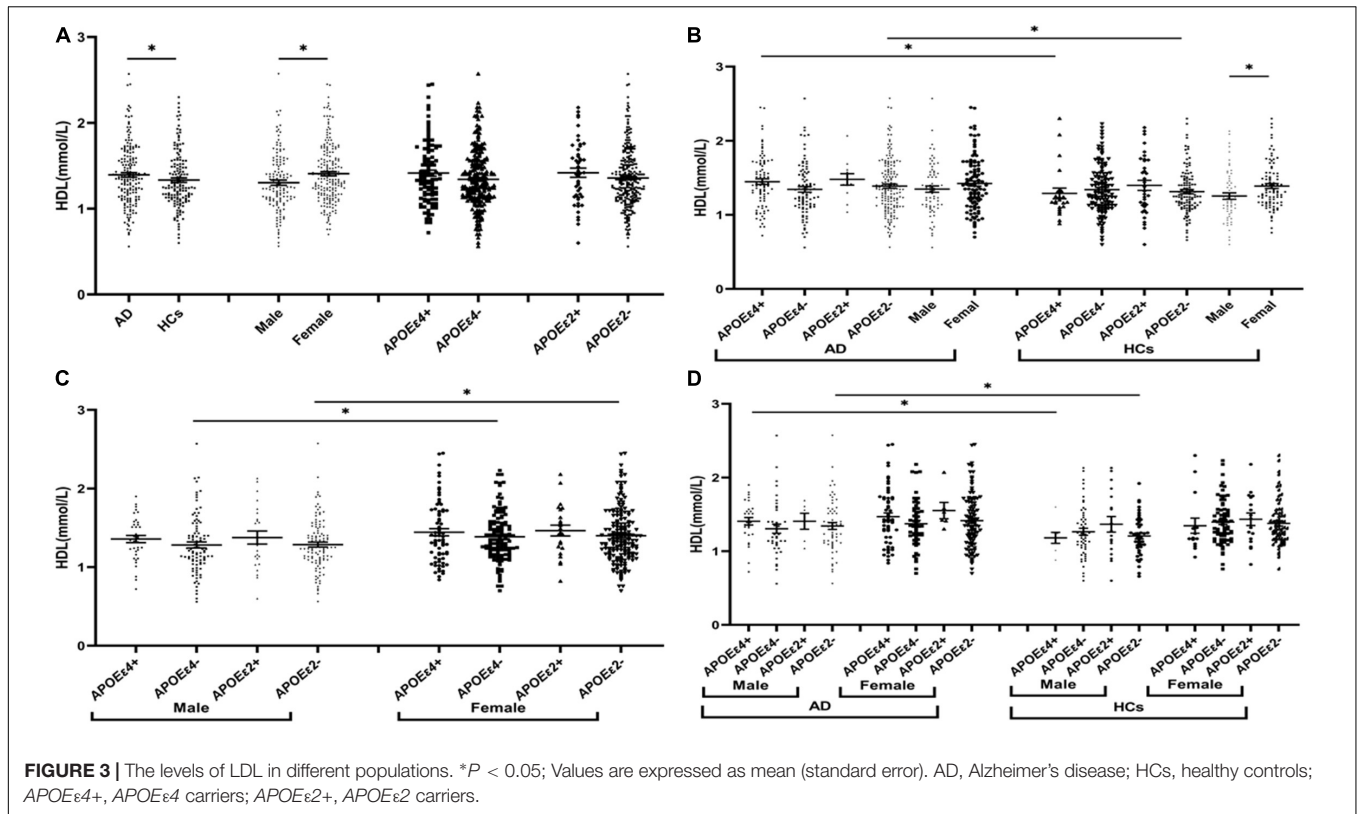 A
HDL(mmol/L)
3
2
1
0
*
*
AD
HCs
Male
Female
APOEε4+
APOEε4-
APOEε2+
APOEε2-
B
HDL(mmol/L)
3
2
1
0
*
*
*
APOEε4+
APOEε4-
APOEε2+
APOEε2-
Male
Femal
APOEε4+
APOEε4-
APOEε2+
APOEε2-
Male
Femal
AD
HCs
C
HDL(mmol/L)
3
2
1
0
*
*
APOEε4+
APOEε4-
APOEε2+
APOEε2-
APOEε4+
APOEε4-
APOEε2+
APOEε2-
Male
Female
D
HDL(mmol/L)
3
2
1
0
*
*
APOEε4+
APOEε4-
APOEε2+
APOEε2-
APOEε4+
APOEε4-
APOEε2+
APOEε2-
APOEε4+
APOEε4-
APOEε2+
APOEε2-
APOEε4+
APOEε4-
APOEε2+
APOEε2-
Male
Female
Male
Female
AD
HCs
FIGURE 3 | The levels of LDL in different populations. *P < 0.05; Values are expressed as mean (standard error). AD, Alzheimer's disease; HCs, healthy controls;
APOEε4+, APOEε4 carriers; APOEε2+, APOEε2 carriers.